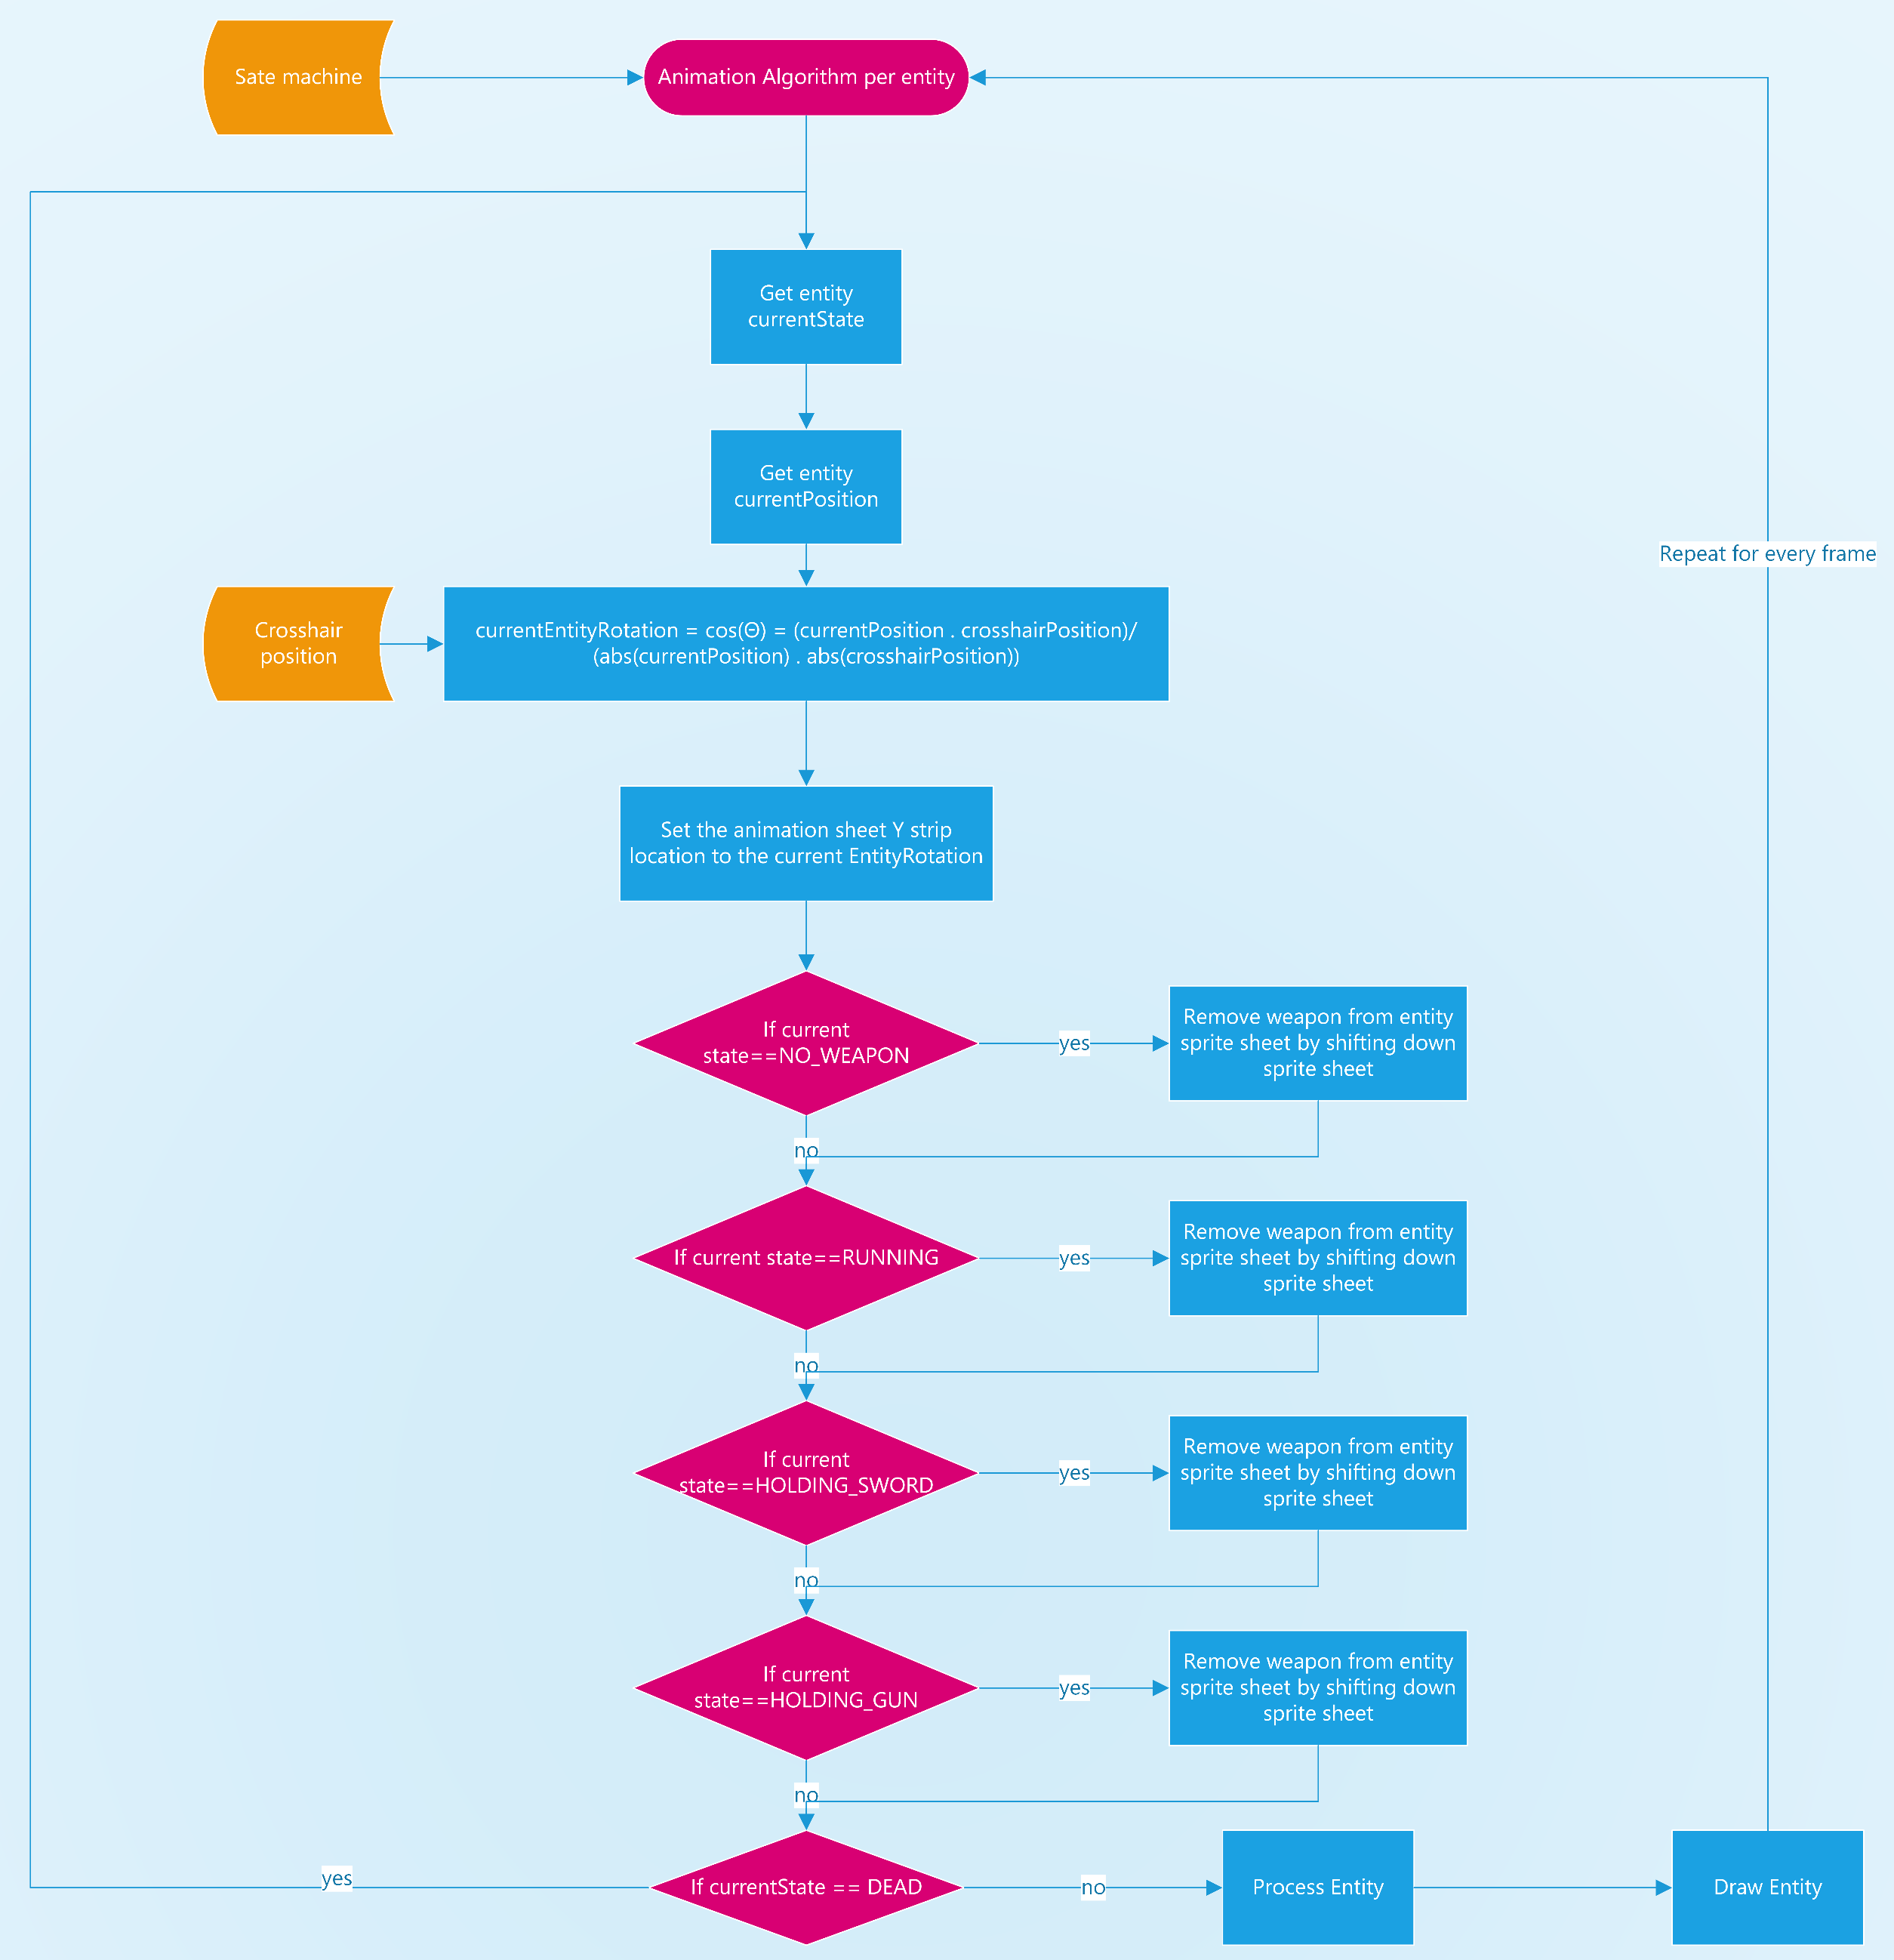 Sate machine
Animation Algorithm per entity
Get entity
currentState
Get entity
currentPosition
Repeat for every frame
Crosshair
position
currentEntityRotation = cos(Θ) = (currentPosition . crosshairPosition)/
(abs(currentPosition) . abs(crosshairPosition))
Set the animation sheet Y strip
location to the current EntityRotation
If current
state==NO_WEAPON
yes
Remove weapon from entity
sprite sheet by shifting down
sprite sheet
no
If current state==RUNNING
yes
Remove weapon from entity
sprite sheet by shifting down
sprite sheet
no
If current
state==HOLDING_SWORD
yes
Remove weapon from entity
sprite sheet by shifting down
sprite sheet
no
If current
state==HOLDING_GUN
yes
Remove weapon from entity
sprite sheet by shifting down
sprite sheet
no
yes
If currentState == DEAD
no
Process Entity
Draw Entity